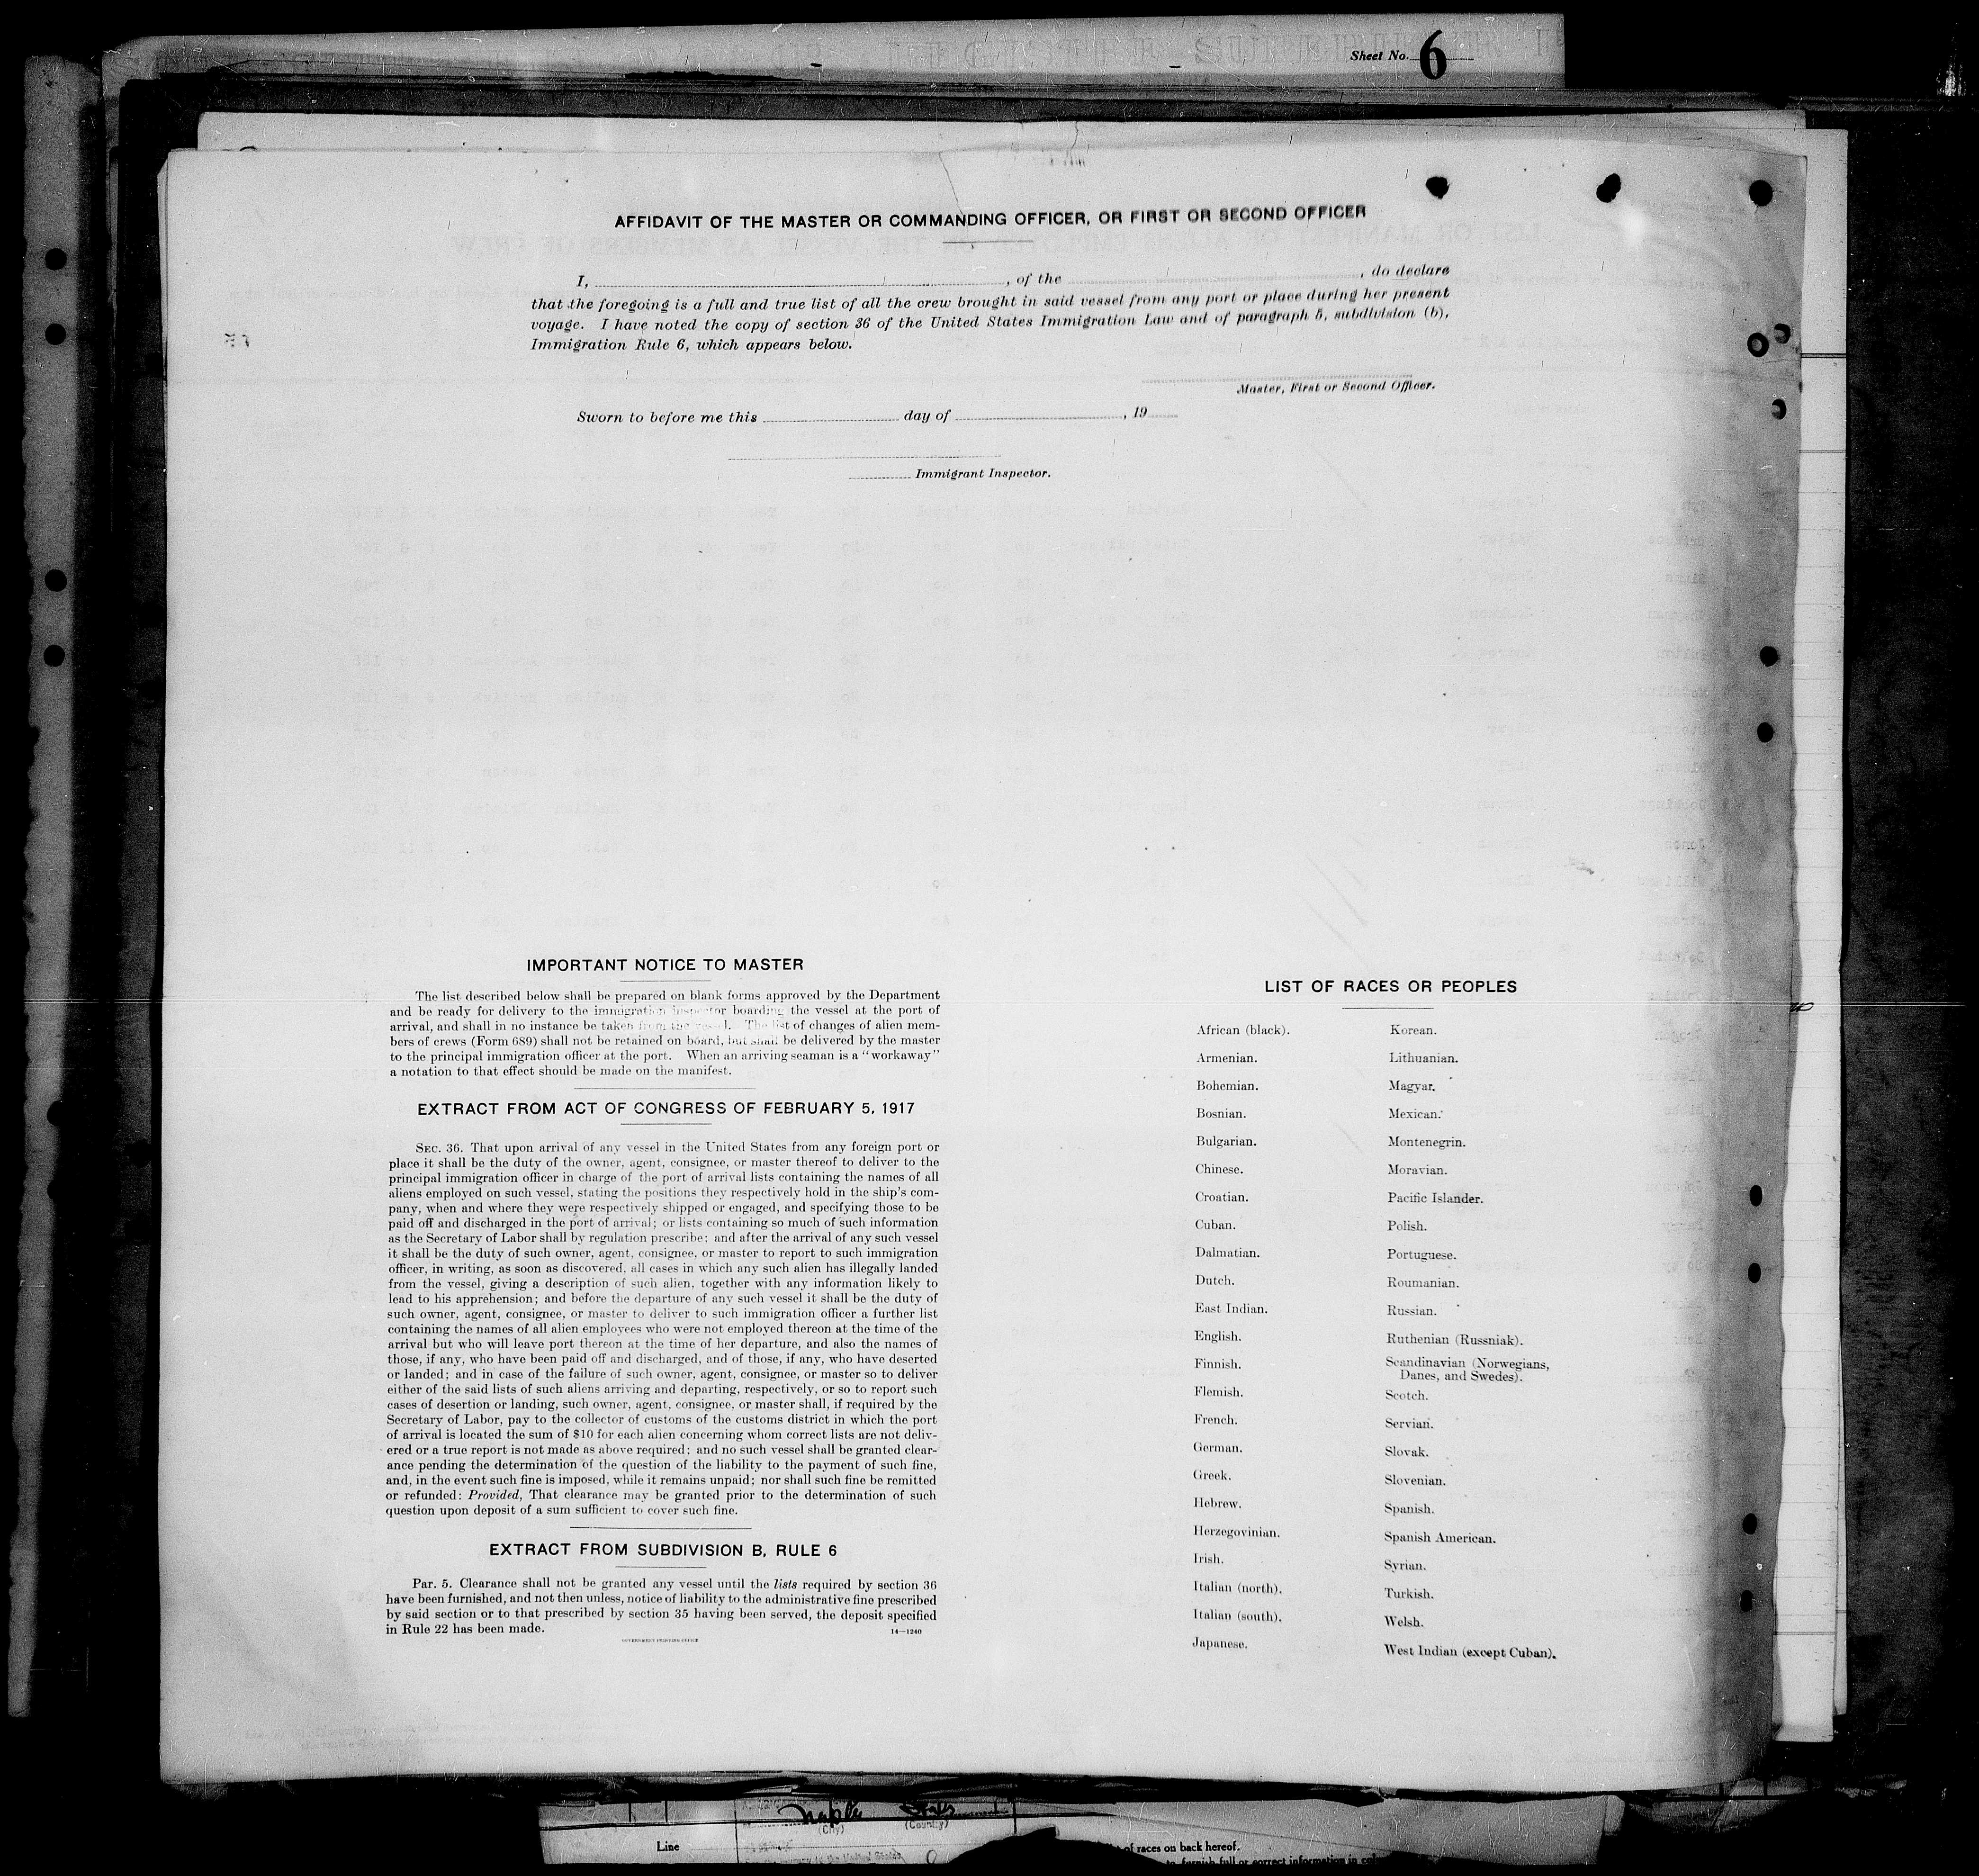 Sheet No. 6
AFFIDAVIT OF THE MASTER OR COMMANDING OFFICER, OR FIRST OR SECOND OFFICER
I, , of the , do declare
that the foregoing is a full and true list of all the crew brought in said vessel from any port or place during her present
voyage. I have noted the copy of section 36 of the United States Immigration Law and of paragraph 5, subdivision (b),
Immigration Rule 6, which appears below.
Master, First or Second Officer.
Sworn to before me this day of , 19
Immigrant Inspector.
IMPORTANT NOTICE TO MASTER
The list described below shall be prepared on blank forms approved by the Department
and be ready for delivery to the immigration inspector boarding the vessel at the port of
arrival, and shall in no instance be taken from the vessel. The list of changes of alien mem-
bers of crews (Form 689) shall not be retained on board, but shall be delivered by the master
to the principal immigration officer at the port. When an arriving seaman is a "workaway"
a notation to that effect should be made on the manifest.
EXTRACT FROM ACT OF CONGRESS OF FEBRUARY 5, 1917
SEC. 36. That upon arrival of any vessel in the United States from any foreign port or
place it shall be the duty of the owner, agent, consignee, or master thereof to deliver to the
principal immigration officer in charge of the port of arrival lists containing the names of all
aliens employed on such vessel, stating the positions they respectively hold in the ship's com-
pany, when and where they were respectively shipped or engaged, and specifying those to be
paid off and discharged in the port of arrival; or lists containing so much of such information
as the Secretary of Labor shall by regulation prescribe; and after the arrival of any such vessel
it shall be the duty of such owner, agent, consignee, or master to report to such immigration
officer, in writing, as soon as discovered, all cases in which any such alien has illegally landed
from the vessel, giving a description of such alien, together with any information likely to
lead to his apprehension; and before the departure of any such vessel it shall be the duty of
such owner, agent, consignee, or master to deliver to such immigration officer a further list
containing the names of all alien employees who were not employed thereon at the time of the
arrival but who will leave port thereon at the time of her departure, and also the names of
those, if any, who have been paid off and discharged, and of those, if any, who have deserted
or landed; and in case of the failure of such owner, agent, consignee, or master so to deliver
either of the said lists of such aliens arriving and departing, respectively, or so to report such
cases of desertion or landing, such owner, agent, consignee, or master shall, if required by the
Secretary of Labor, pay to the collector of customs of the customs district in which the port
of arrival is located the sum of $10 for each alien concerning whom correct lists are not deliv-
ered or a true report is not made as above required; and no such vessel shall be granted clear-
ance pending the determination of the question of the liability to the payment of such fine,
and, in the event such fine is imposed, while it remains unpaid; nor shall such fine be remitted
or refunded: Provided, That clearance may be granted prior to the determination of such
question upon deposit of a sum sufficient to cover such fine.
EXTRACT FROM SUBDIVISION B, RULE 6
Par. 5. Clearance shall not be granted any vessel until the lists required by section 36
have been furnished, and not then unless, notice of liability to the administrative fine prescribed
by said section or to that prescribed by section 35 having been served, the deposit specified
in Rule 22 has been made.
14—1240
GOVERNMENT PRINTING OFFICE
LIST OF RACES OR PEOPLES
African (black).
Armenian.
Bohemian.
Bosnian.
Bulgarian.
Chinese.
Croatian.
Cuban.
Dalmatian.
Dutch.
East Indian.
English.
Finnish.
Flemish.
French.
German.
Greek.
Hebrew.
Herzegovinian.
Irish.
Italian (north).
Italian (south).
Japanese.
Korean.
Lithuanian.
Magyar.
Mexican.
Montenegrin.
Moravian.
Pacific Islander.
Polish.
Portuguese.
Roumanian.
Russian.
Ruthenian (Russniak).
Scandinavian (Norwegians,
Danes, and Swedes).
Scotch.
Servian.
Slovak.
Slovenian.
Spanish.
Spanish American.
Syrian.
Turkish.
Welsh.
West Indian (except Cuban).
(City) (Country)
Line
of races on back hereof.
to furnish full or correct information in